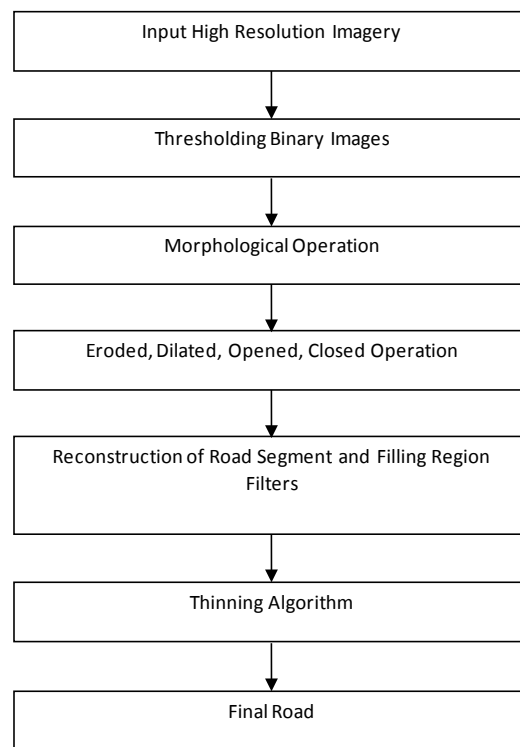 Input High Resolution Imagery
Thresholding Binary Images
Morphological Operation
Eroded, Dilated, Opened, Closed Operation
Reconstruction of Road Segment and Filling Region
Filters
Thinning Algorithm
Final Road